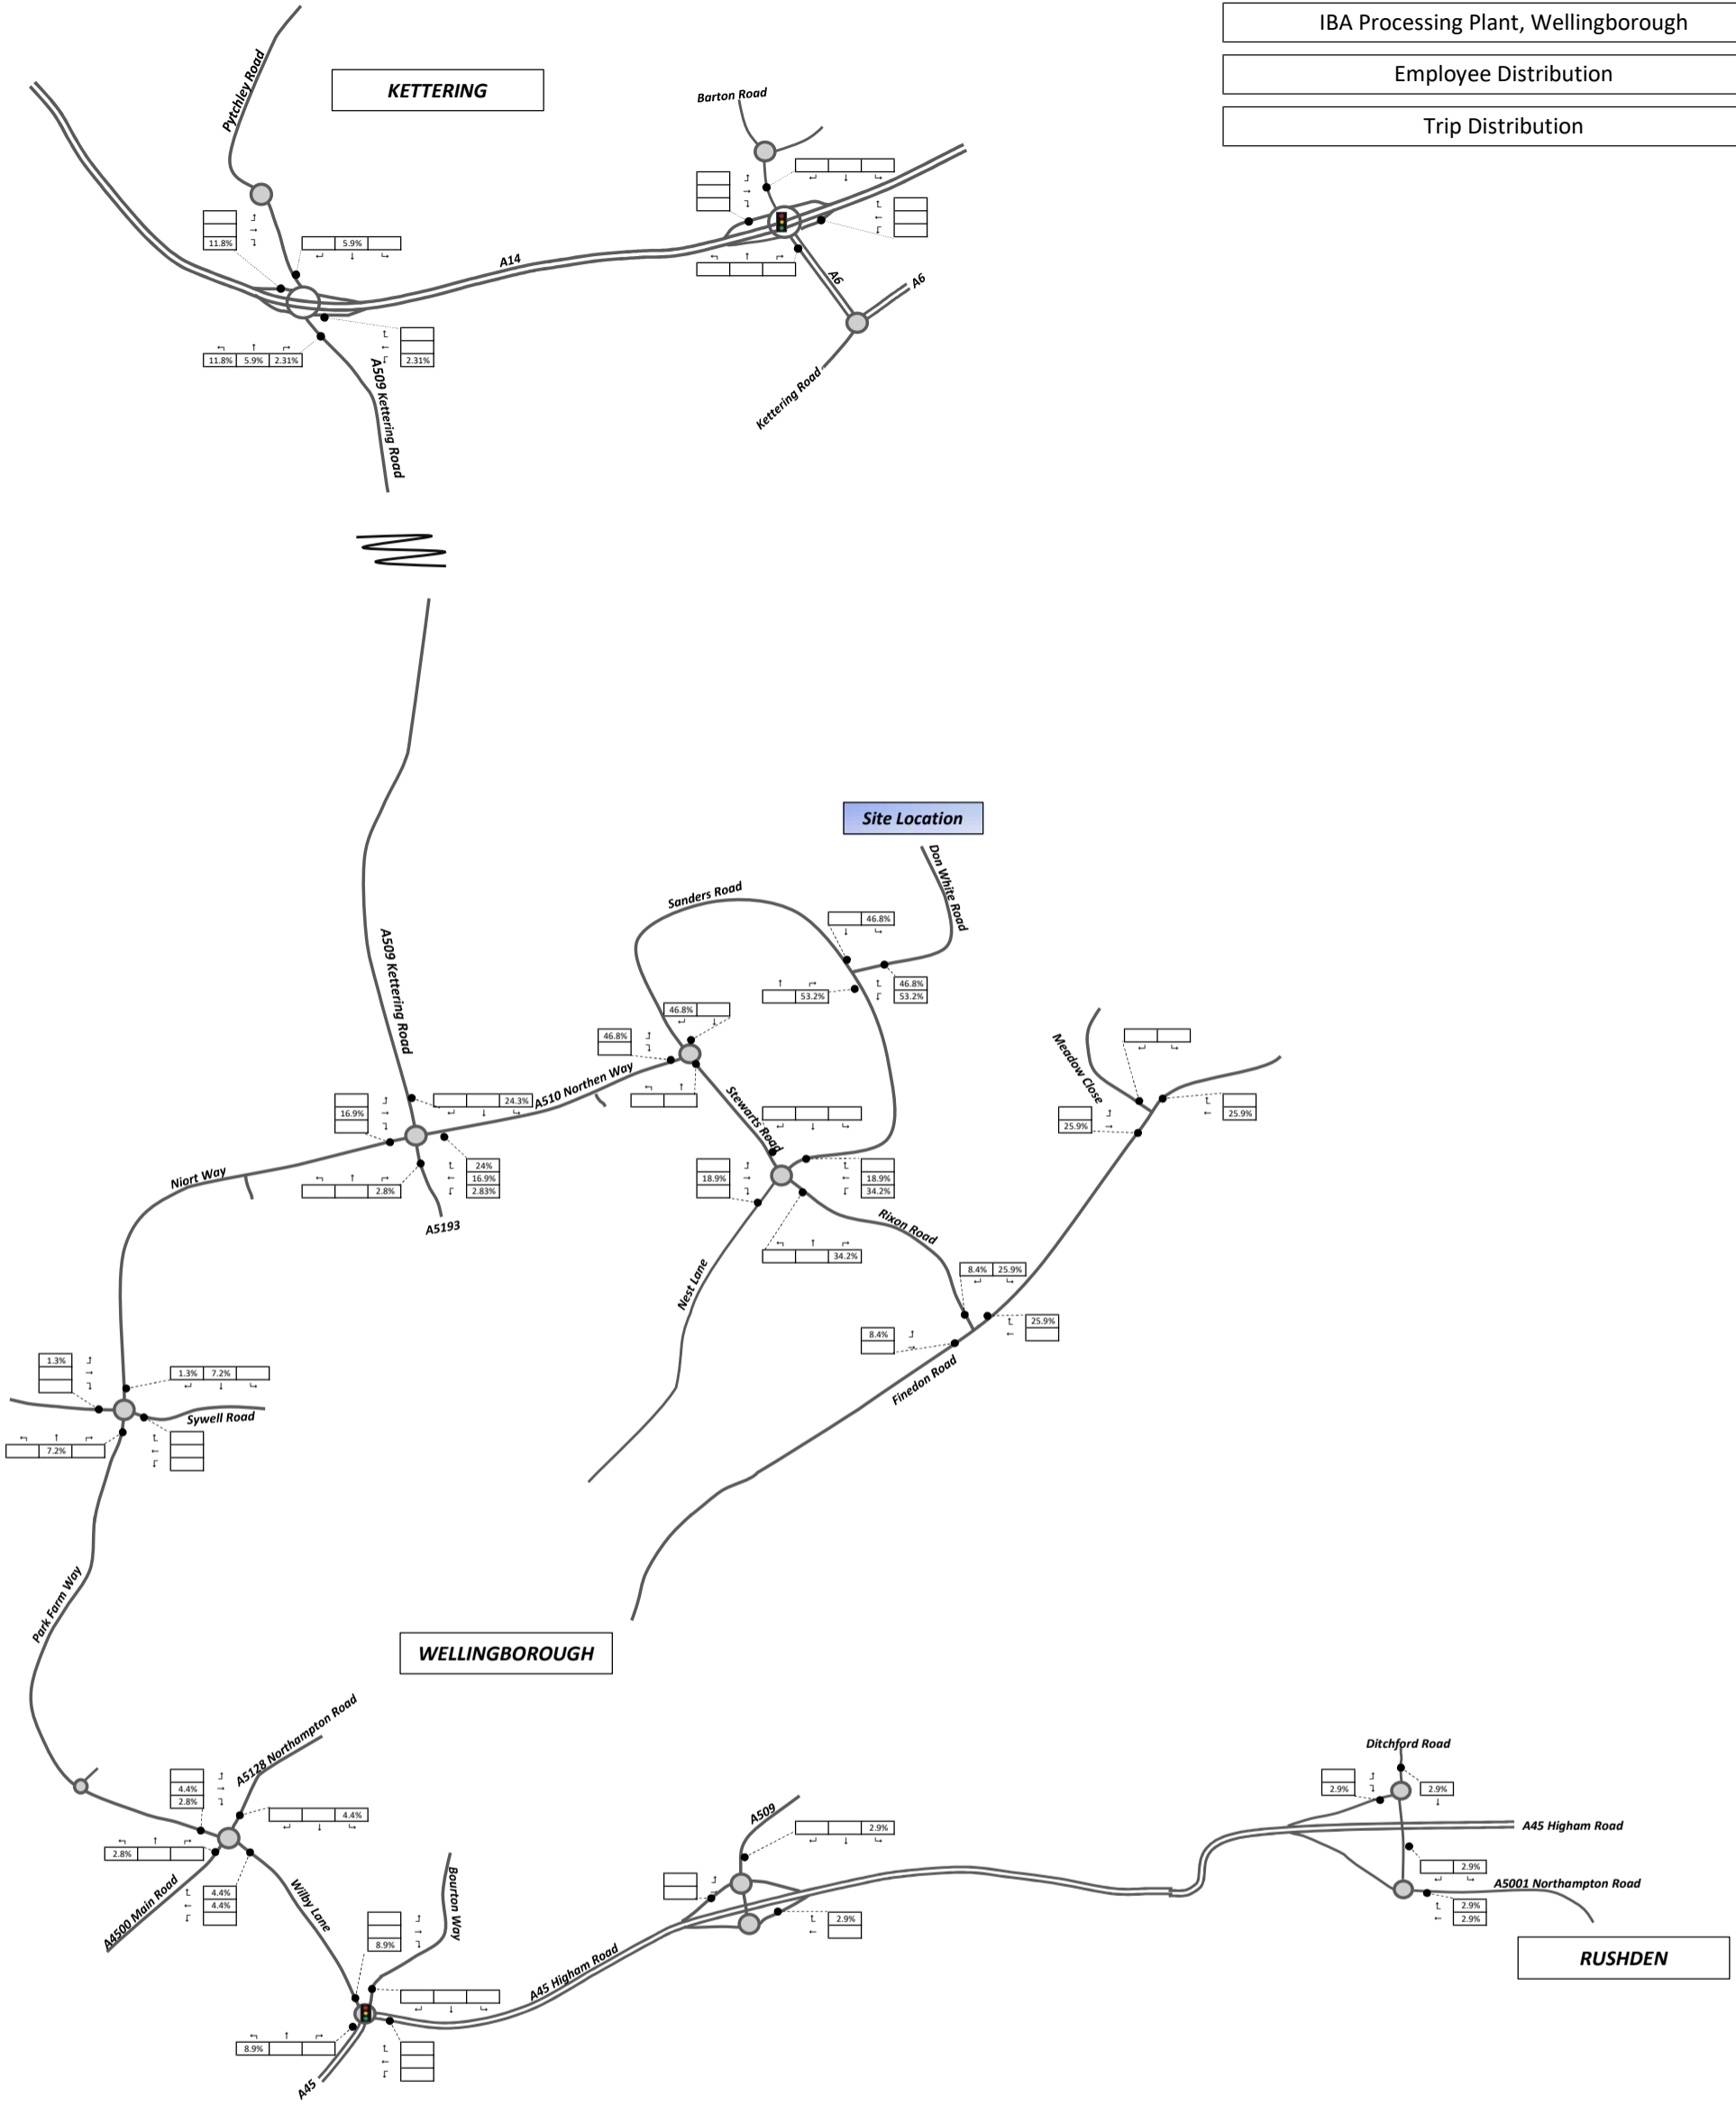 IBA Processing Plant, Wellingborough
Employee Distribution
Trip Distribution
KETTERING
Pytchley Road
Barton Road
11.8%
5.9%
A14
A6
A6
11.8% 5.9% 2.31%
2.31%
A509 Kettering Road
Kettering Road
Site Location
Don White Road
Sanders Road
46.8%
A509 Kettering Road
46.8%
53.2%
53.2%
46.8%
46.8%
Meadow Close
A510 Northen Way
Stewarts Road
24.3%
16.9%
25.9%
25.9%
Niort Way
24%
16.9%
2.83%
2.8%
A5193
18.9%
18.9%
34.2%
Rixon Road
34.2%
Nest Lane
8.4% 25.9%
25.9%
8.4%
Finedon Road
1.3%
1.3% 7.2%
Sywell Road
7.2%
Park Farm Way
WELLINGBOROUGH
A5128 Northampton Road
4.4%
2.8%
4.4%
2.8%
A4500 Main Road
4.4%
4.4%
Wilby Lane
Bourton Way
8.9%
8.9%
A45
A45 Higham Road
A509
2.9%
2.9%
Ditchford Road
2.9%
2.9%
A45 Higham Road
2.9%
A5001 Northampton Road
2.9%
2.9%
RUSHDEN